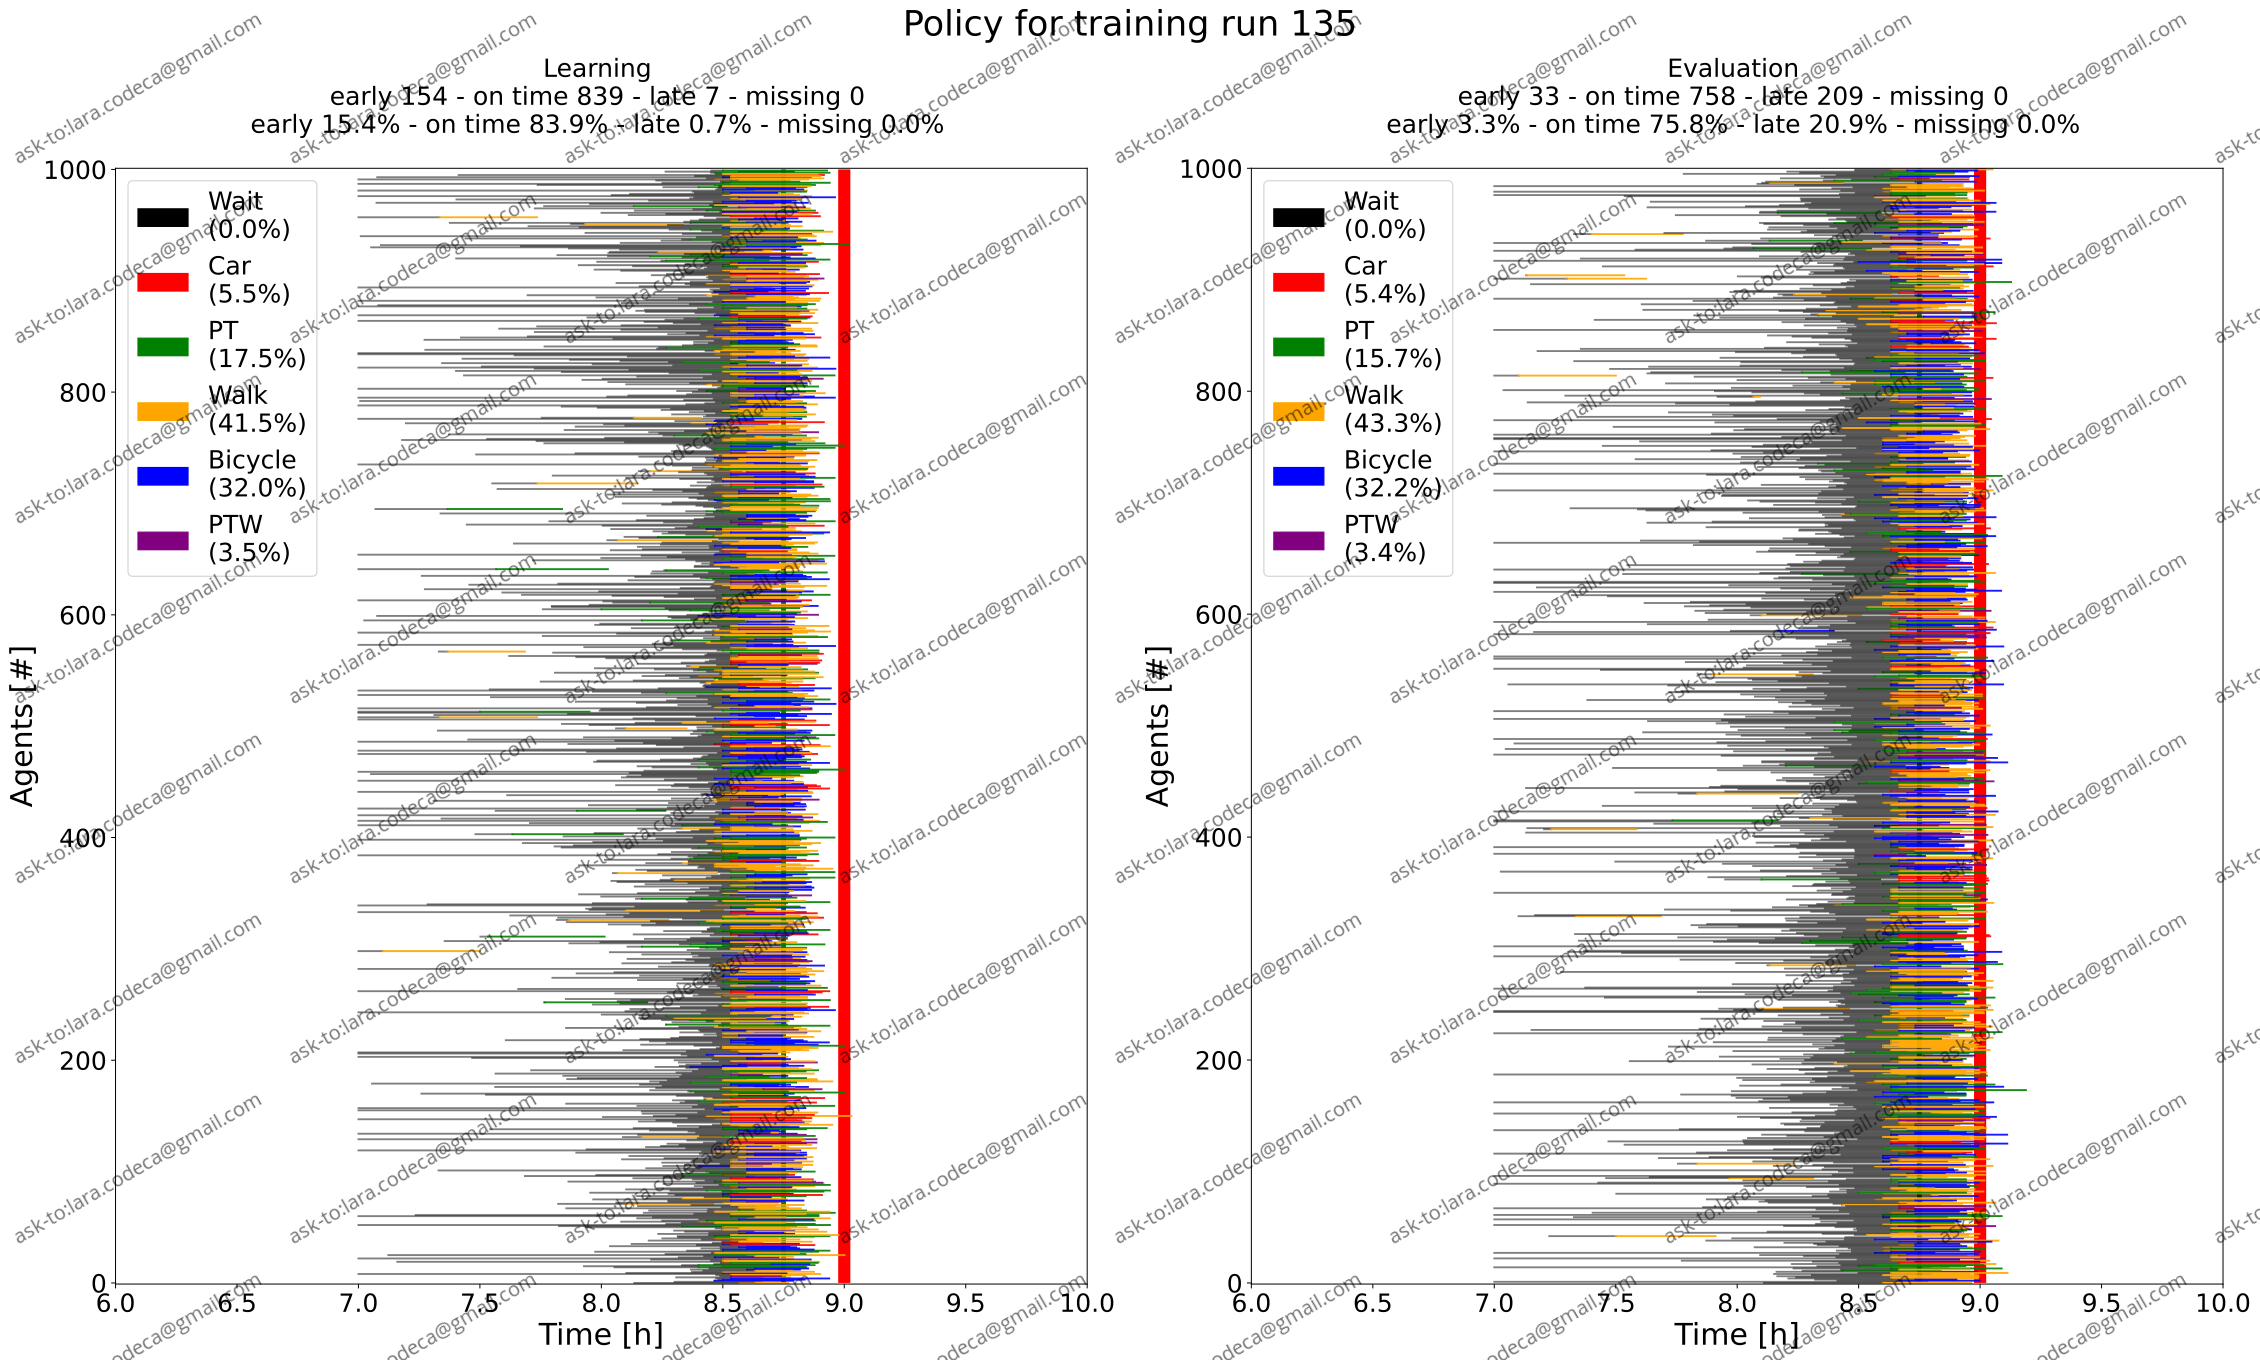 Policy for training run 135
Learning
early 154 - on time 839 - late 7 - missing 0
early 15.4% - on time 83.9% - late 0.7% - missing 0.0%
1000
800
600
400
200
0
Agents [#]
Wait
(0.0%)
Car
(5.5%)
PT
(17.5%)
Walk
(41.5%)
Bicycle
(32.0%)
PTW
(3.5%)
6.0 6.5 7.0 7.5 8.0 8.5 9.0 9.5 10.0
Time [h]
Evaluation
early 33 - on time 758 - late 209 - missing 0
early 3.3% - on time 75.8% - late 20.9% - missing 0.0%
1000
800
600
400
200
0
Agents [#]
Wait
(0.0%)
Car
(5.4%)
PT
(15.7%)
Walk
(43.3%)
Bicycle
(32.2%)
PTW
(3.4%)
6.0 6.5 7.0 7.5 8.0 8.5 9.0 9.5 10.0
Time [h]
ask-to:lara.codeca@gmail.com